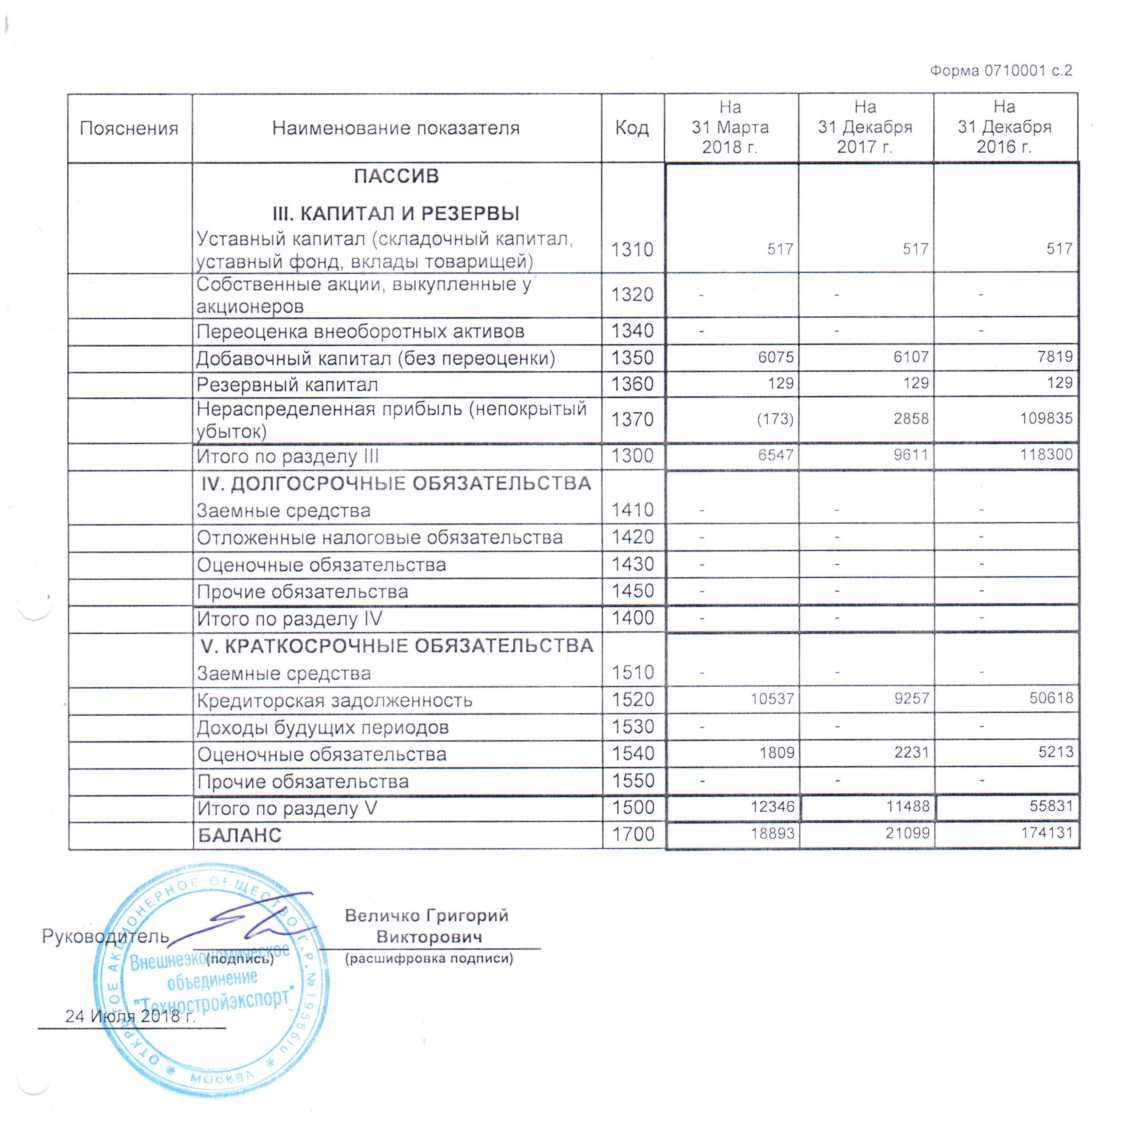 Форма 0710001 с.2
Пояснения Наименование показателя Код На 31 Марта 2018 г. На 31 Декабря 2017 г. На 31 Декабря 2016 г.
ПАССИВ
III. КАПИТАЛ И РЕЗЕРВЫ
Уставный капитал (складочный капитал,
уставный фонд, вклады товарищей) 1310 517 517 517
Собственные акции, выкупленные у
акционеров 1320 - - -
Переоценка внеоборотных активов 1340 - - -
Добавочный капитал (без переоценки) 1350 6075 6107 7819
Резервный капитал 1360 129 129 129
Нераспределенная прибыль (непокрытый
убыток) 1370 (173) 2858 109835
Итого по разделу III 1300 6547 9611 118300
IV. ДОЛГОСРОЧНЫЕ ОБЯЗАТЕЛЬСТВА
Заемные средства 1410 - - -
Отложенные налоговые обязательства 1420 - - -
Оценочные обязательства 1430 - - -
Прочие обязательства 1450 - - -
Итого по разделу IV 1400 - - -
V. КРАТКОСРОЧНЫЕ ОБЯЗАТЕЛЬСТВА
Заемные средства 1510 - - -
Кредиторская задолженность 1520 10537 9257 50618
Доходы будущих периодов 1530 - - -
Оценочные обязательства 1540 1809 2231 5213
Прочие обязательства 1550 - - -
Итого по разделу V 1500 12346 11488 55831
БАЛАНС 1700 18893 21099 174131
Величко Григорий
Руководитель Викторович
(подпись) (расшифровка подписи)
24 Июля 2018 г.
ОТКРЫТОЕ АКЦИОНЕРНОЕ ОБЩЕСТВО
Внешнеэкономическое
объединение
"Техностройэкспорт"
МОСКВА